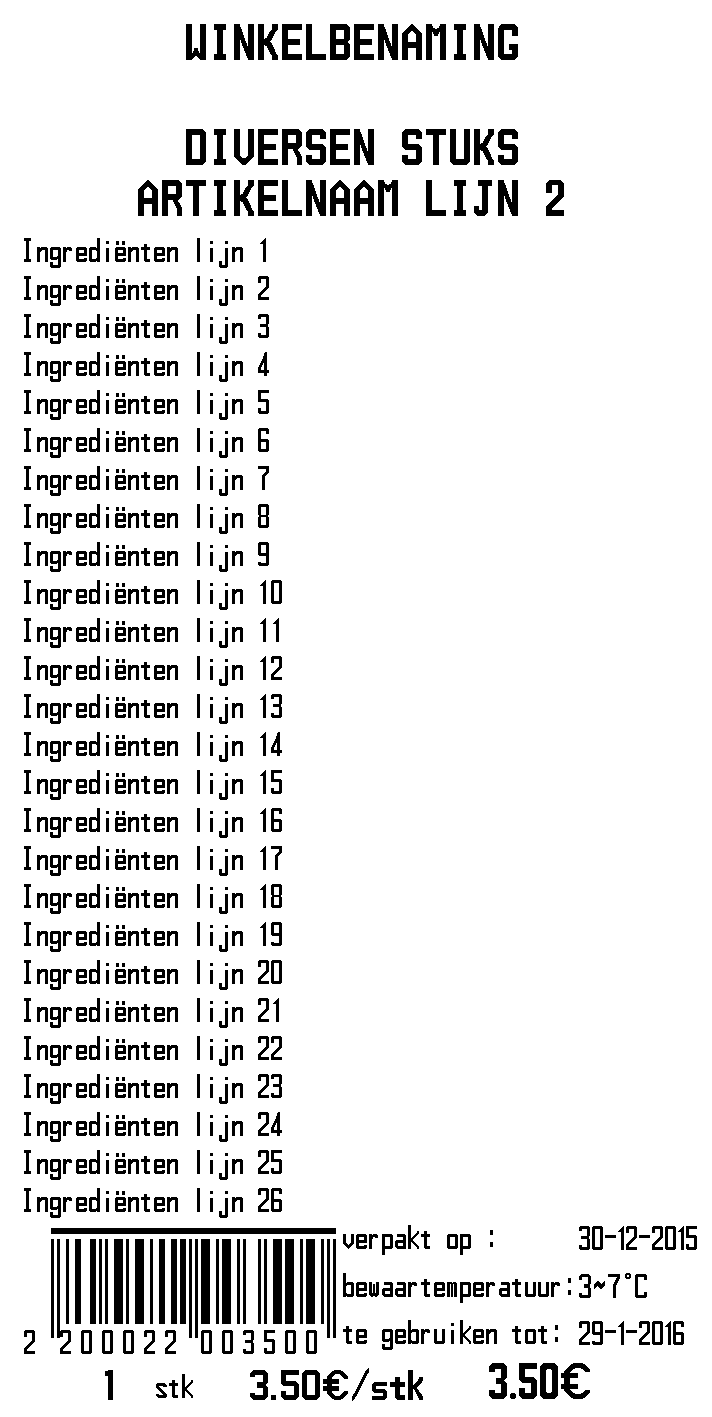 WINKELBENAMING
DIVERSEN STUKS
ARTIKELNAAM LIJN 2
Ingrediënten lijn 1
Ingrediënten lijn 2
Ingrediënten lijn 3
Ingrediënten lijn 4
Ingrediënten lijn 5
Ingrediënten lijn 6
Ingrediënten lijn 7
Ingrediënten lijn 8
Ingrediënten lijn 9
Ingrediënten lijn 10
Ingrediënten lijn 11
Ingrediënten lijn 12
Ingrediënten lijn 13
Ingrediënten lijn 14
Ingrediënten lijn 15
Ingrediënten lijn 16
Ingrediënten lijn 17
Ingrediënten lijn 18
Ingrediënten lijn 19
Ingrediënten lijn 20
Ingrediënten lijn 21
Ingrediënten lijn 22
Ingrediënten lijn 23
Ingrediënten lijn 24
Ingrediënten lijn 25
Ingrediënten lijn 26
verpakt op : 30-12-2015
bewaartemperatuur:3~7°C
te gebruiken tot: 29-1-2016
2 200022 003500
1 stk 3.50€/stk 3.50€